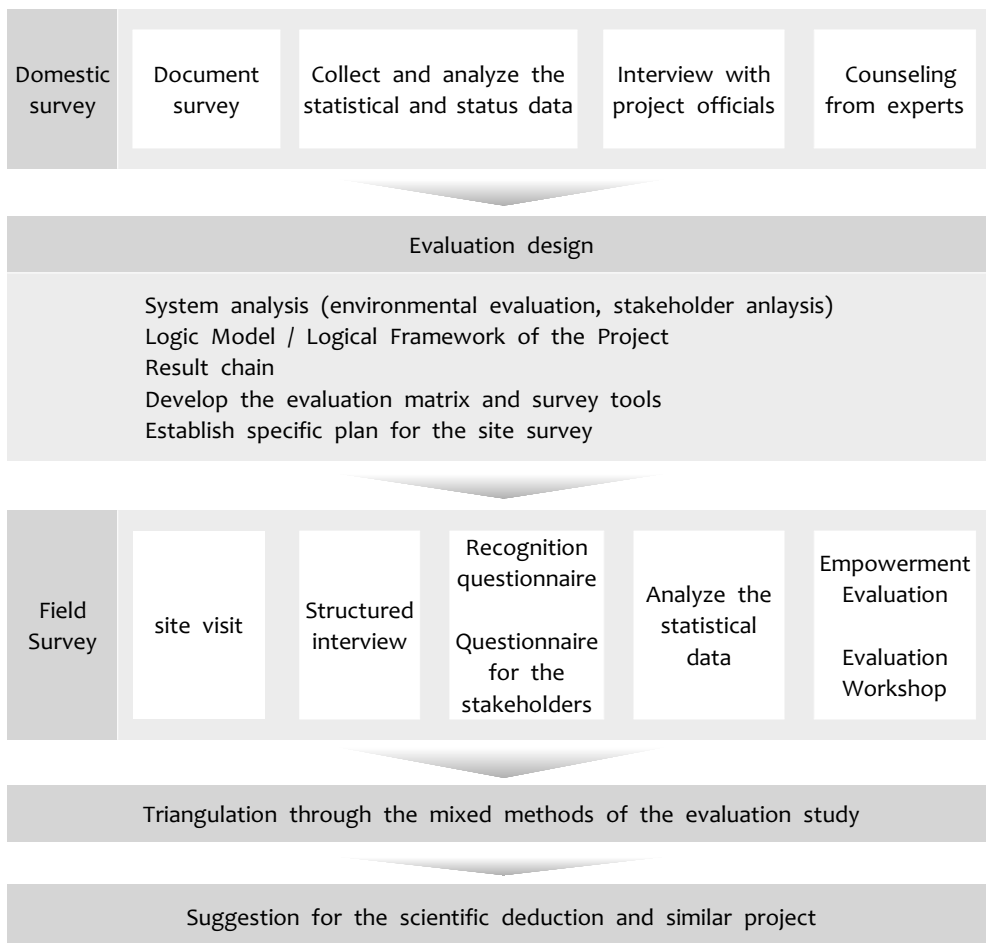 Domestic
survey
Document
survey
Collect and analyze the
statistical and status data
Interview with
project officials
Counseling
from experts
Evaluation design
System analysis (environmental evaluation, stakeholder anlaysis)
Logic Model / Logical Framework of the Project
Result chain
Develop the evaluation matrix and survey tools
Establish specific plan for the site survey
Field
Survey
site visit
Structured
interview
Recognition
questionnaire
Questionnaire
for the
stakeholders
Analyze the
statistical
data
Empowerment
Evaluation
Evaluation
Workshop
Triangulation through the mixed methods of the evaluation study
Suggestion for the scientific deduction and similar project